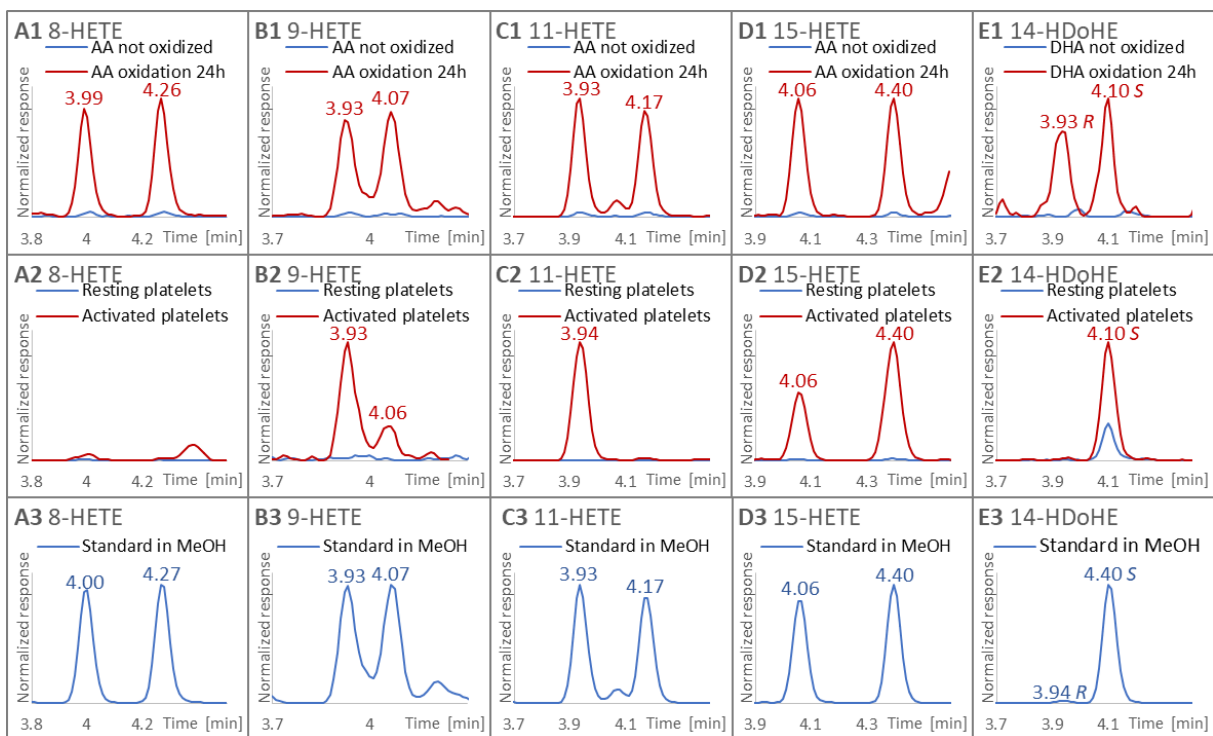 A1 8-HETE
AA not oxidized
AA oxidation 24h
3.99
4.26
Normalized response
3.8
4
4.2
Time [min]
B1 9-HETE
AA not oxidized
AA oxidation 24h
3.93
4.07
Normalized response
3.7
4
Time [min]
C1 11-HETE
AA not oxidized
AA oxidation 24h
3.93
4.17
Normalized response
3.7
3.9
4.1
Time [min]
D1 15-HETE
AA not oxidized
AA oxidation 24h
4.06
4.40
Normalized response
3.9
4.1
4.3
Time [min]
E1 14-HDoHE
DHA not oxidized
DHA oxidation 24h
3.93 R
4.10 S
Normalized response
3.7
3.9
4.1
Time [min]
A2 8-HETE
Resting platelets
Activated platelets
Normalized response
3.8
4
4.2
Time [min]
B2 9-HETE
Resting platelets
Activated platelets
3.93
4.06
Normalized response
3.7
4
Time [min]
C2 11-HETE
Resting platelets
Activated platelets
3.94
Normalized response
3.7
3.9
4.1
Time [min]
D2 15-HETE
Resting platelets
Activated platelets
4.06
4.40
Normalized response
3.9
4.1
4.3
Time [min]
E2 14-HDoHE
Resting platelets
Activated platelets
4.10 S
Normalized response
3.7
3.9
4.1
Time [min]
A3 8-HETE
Standard in MeOH
4.00
4.27
Normalized response
3.8
4
4.2
Time [min]
B3 9-HETE
Standard in MeOH
3.93
4.07
Normalized response
3.7
4
Time [min]
C3 11-HETE
Standard in MeOH
3.93
4.17
Normalized response
3.7
3.9
4.1
Time [min]
D3 15-HETE
Standard in MeOH
4.06
4.40
Normalized response
3.9
4.1
4.3
Time [min]
E3 14-HDoHE
Standard in MeOH
4.40 S
3.94 R
Normalized response
3.7
3.9
4.1
Time [min]